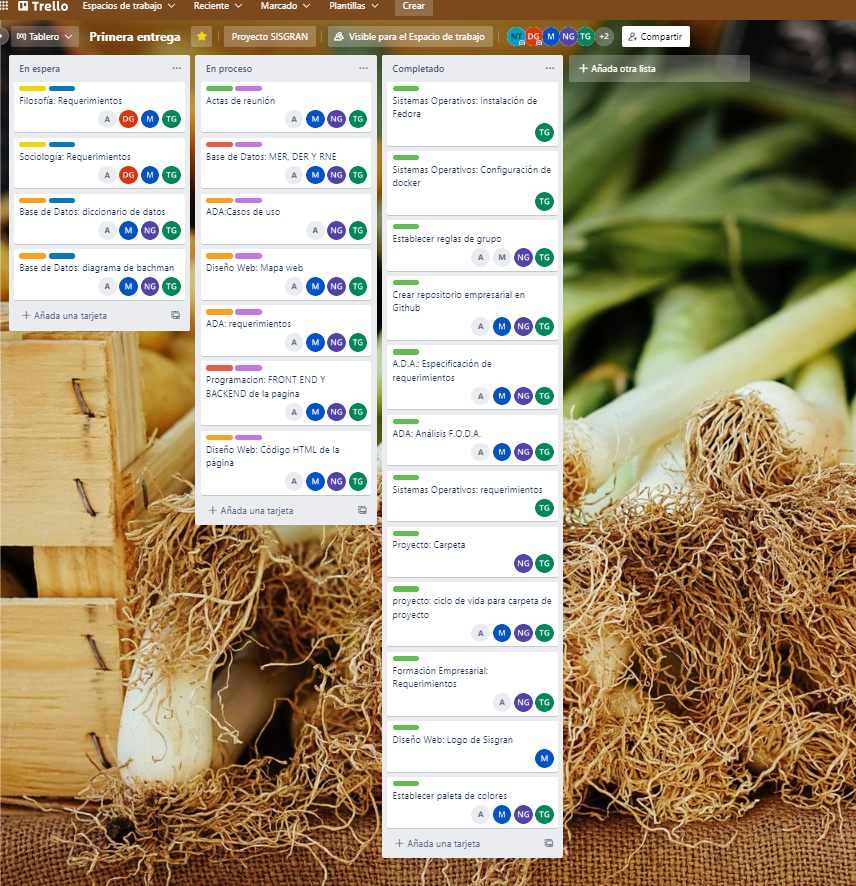 Trello
Espacios de trabajo
Reciente
Marcado
Plantillas
Crear
Tablero
Primera entrega
Proyecto SISGRAN
Visible para el Espacio de trabajo
NT DG M NG TG +2
Compartir
En espera
Filosofía: Requerimientos
A DG M TG
Sociología: Requerimientos
A DG M TG
Base de Datos: diccionario de datos
A M NG TG
Base de Datos: diagrama de bachman
A M NG TG
+ Añada una tarjeta
En proceso
Actas de reunión
A M NG TG
Base de Datos: MER, DER Y RNE
A M NG TG
ADA:Casos de uso
A NG TG
Diseño Web: Mapa web
A M NG TG
ADA: requerimientos
A M NG TG
Programacion: FRONT END Y
BACKEND de la pagina
A M NG TG
Diseño Web: Código HTML de la
página
A M NG TG
+ Añada una tarjeta
Completado
Sistemas Operativos: Instalación de
Fedora
TG
Sistemas Operativos: Configuración de
docker
TG
Establecer reglas de grupo
A M NG TG
Crear repositorio empresarial en
Github
A M NG TG
A.D.A.: Especificación de
requerimientos
A M NG TG
ADA: Análisis F.O.D.A.
A M NG TG
Sistemas Operativos: requerimientos
TG
Proyecto: Carpeta
NG TG
proyecto: ciclo de vida para carpeta de
proyecto
A M NG TG
Formación Empresarial:
Requerimientos
A NG TG
Diseño Web: Logo de Sisgran
M
Establecer paleta de colores
A M NG TG
+ Añada una tarjeta
+ Añada otra lista